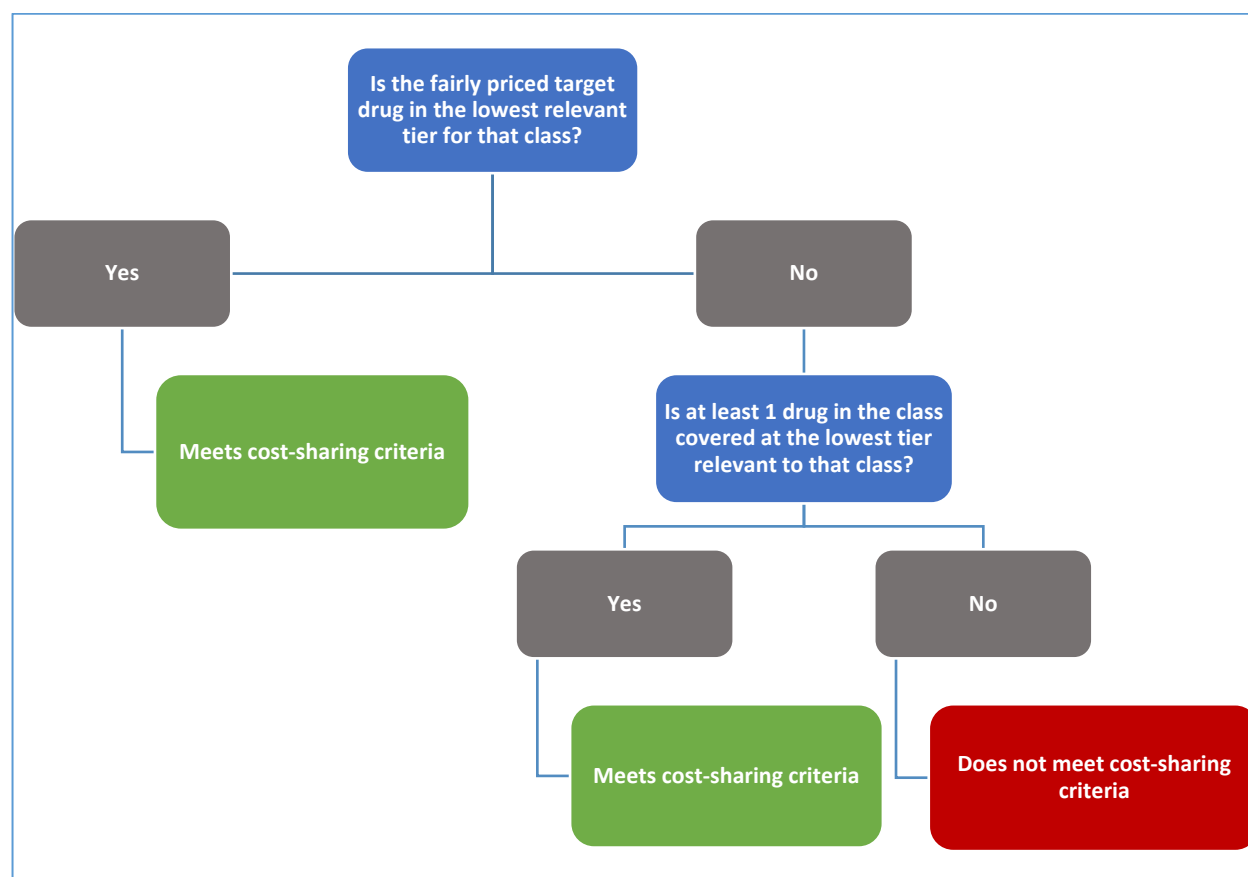 Is the fairly priced target
drug in the lowest relevant
tier for that class?
Yes
No
Meets cost-sharing criteria
Is at least 1 drug in the class
covered at the lowest tier
relevant to that class?
Yes
No
Meets cost-sharing criteria
Does not meet cost-sharing
criteria